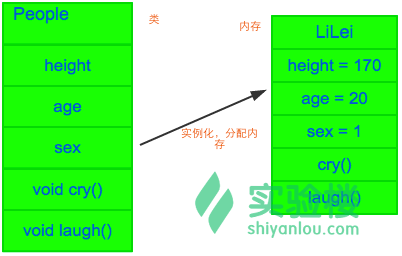 People
height
age
sex
void cry()
void laugh()
类
实例化，分配内
存
内存
LiLei
height = 170
age = 20
sex = 1
cry()
laugh()
实验楼
shiyanlou.com